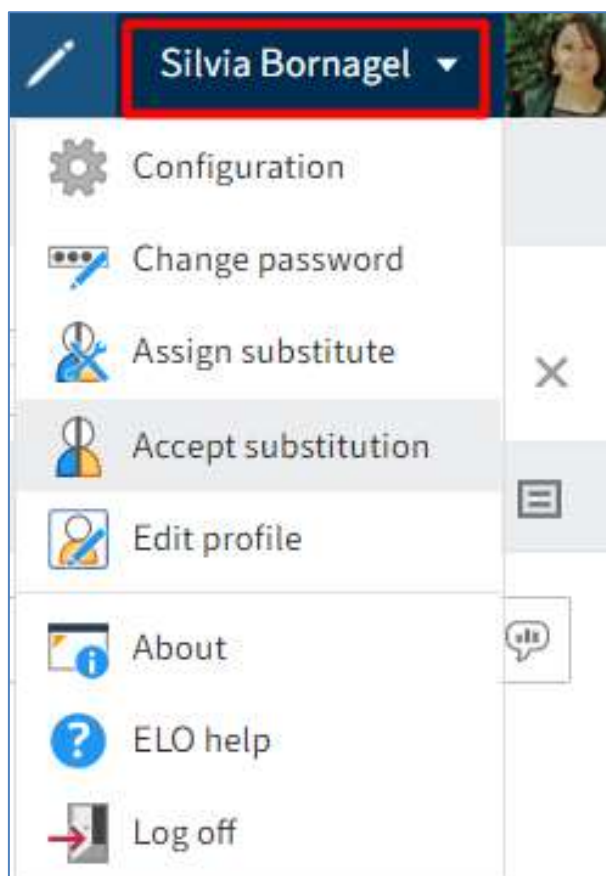 Silvia Bornagel
Configuration
Change password
Assign substitute
Accept substitution
Edit profile
About
ELO help
Log off